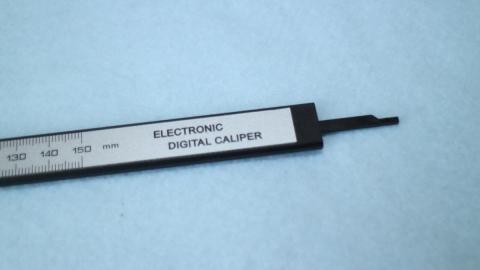 ELECTRONIC
DIGITAL CALIPER
130 140 150 mm